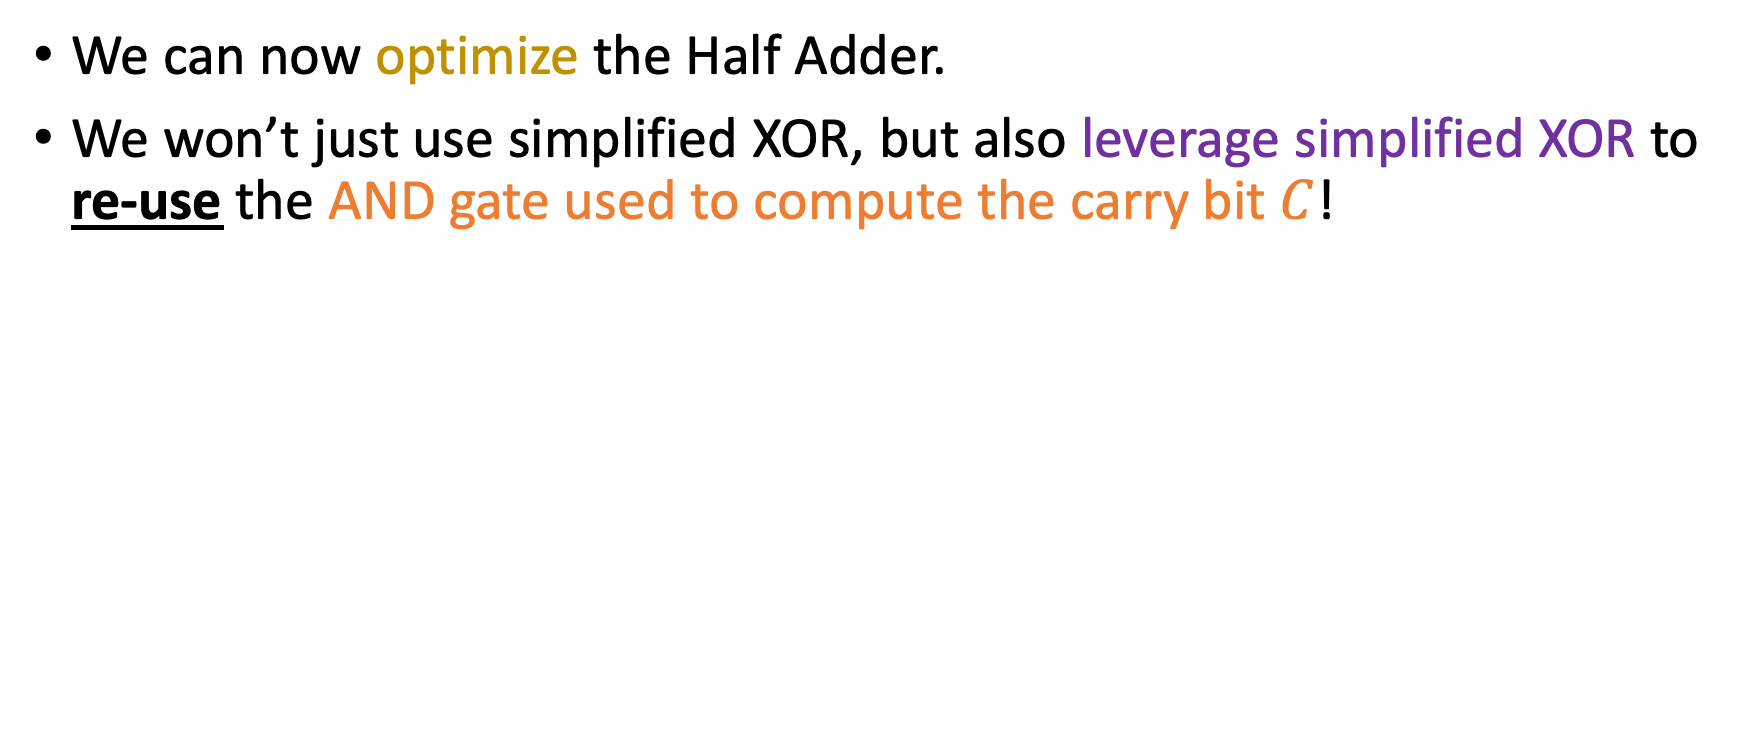 • We can now optimize the Half Adder.
• We won’t just use simplified XOR, but also leverage simplified XOR to
re-use the AND gate used to compute the carry bit 𝐶!